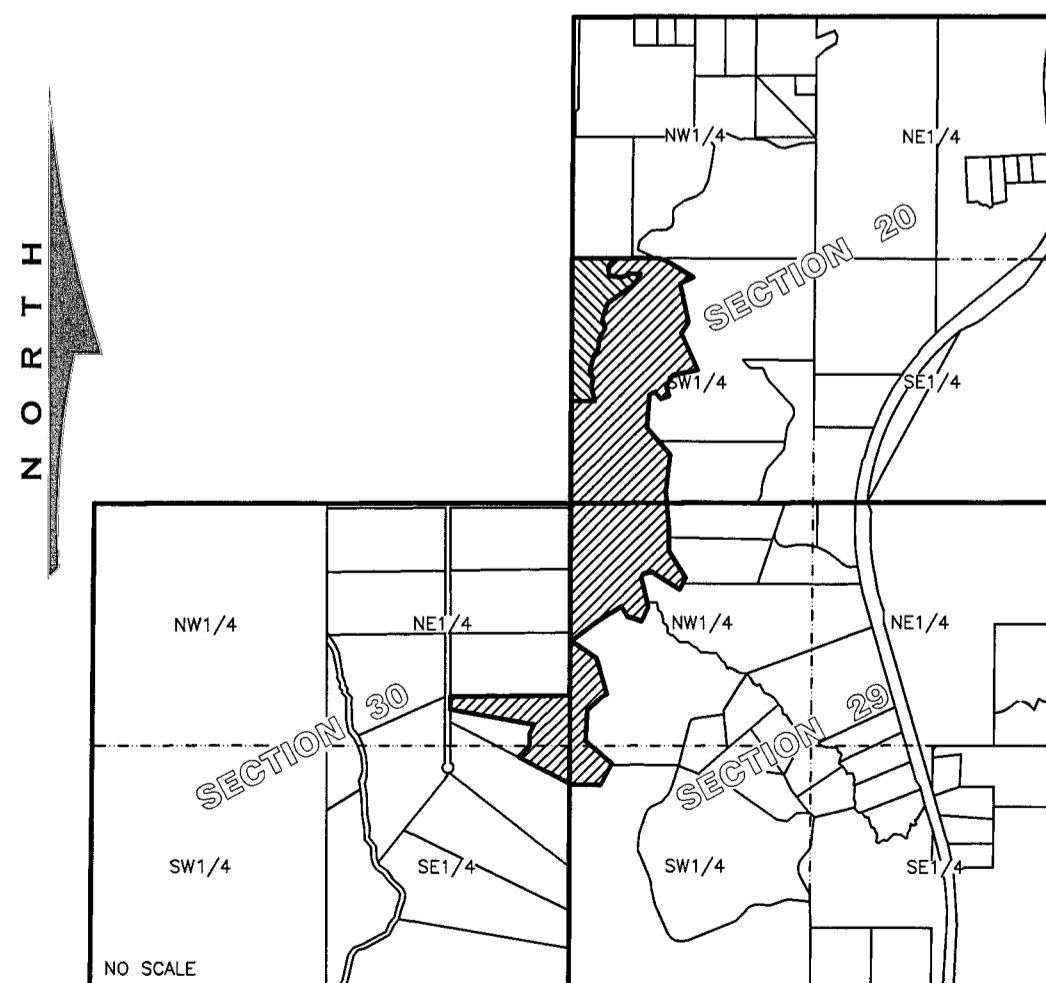 NORTH
NW1/4
NE1/4
SECTION 20
SW1/4
SE1/4
NW1/4
NE1/4
NW1/4
NE1/4
SECTION 30
SECTION 29
SW1/4
SE1/4
SW1/4
SE1/4
NO SCALE